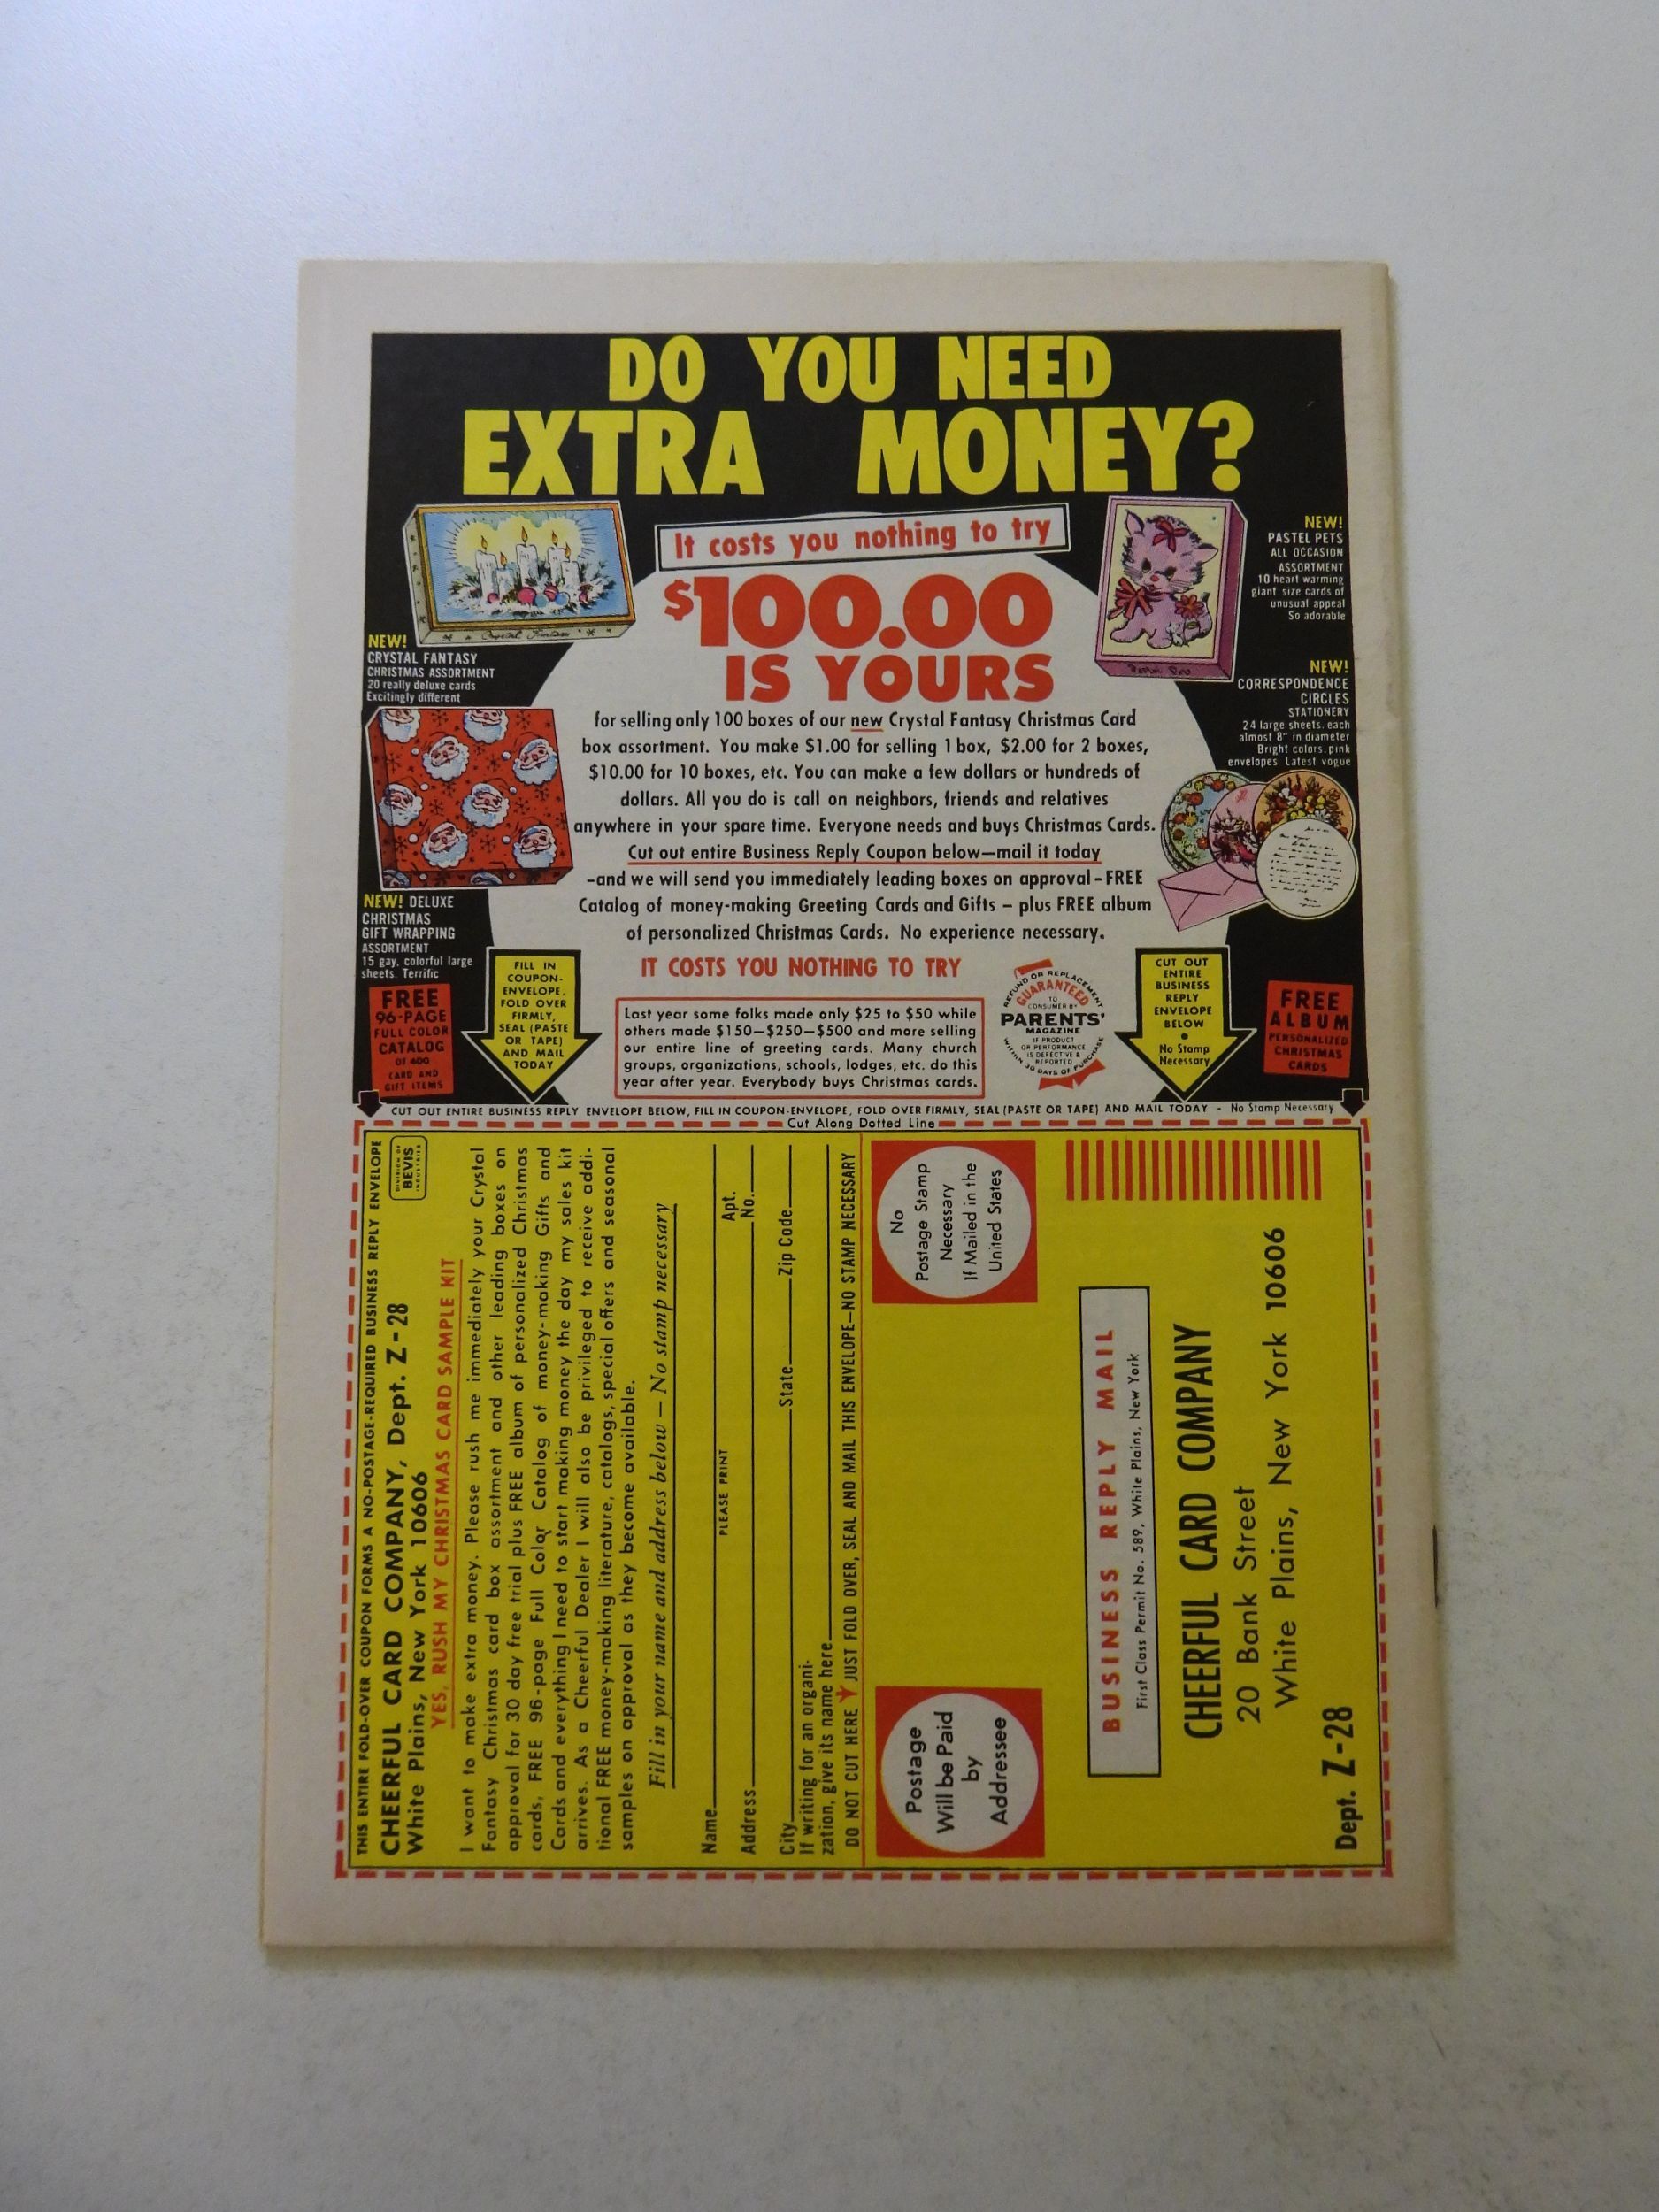 DO YOU NEED
EXTRA MONEY?
It costs you nothing to try
$100.00
IS YOURS
Crystal Fantasy
NEW!
CRYSTAL FANTASY
CHRISTMAS ASSORTMENT
20 really deluxe cards
Excitingly different
NEW! DELUXE
CHRISTMAS
GIFT WRAPPING
ASSORTMENT
15 gay, colorful large
sheets. Terrific
NEW!
PASTEL PETS
ALL OCCASION
ASSORTMENT
10 heart warming
giant size cards of
unusual appeal
So adorable
NEW!
CORRESPONDENCE
CIRCLES
STATIONERY
24 large sheets, each
almost 8" in diameter
Bright colors, pink
envelopes Latest vogue
for selling only 100 boxes of our new Crystal Fantasy Christmas Card
box assortment. You make $1.00 for selling 1 box, $2.00 for 2 boxes,
$10.00 for 10 boxes, etc. You can make a few dollars or hundreds of
dollars. All you do is call on neighbors, friends and relatives
anywhere in your spare time. Everyone needs and buys Christmas Cards.
Cut out entire Business Reply Coupon below—mail it today
-and we will send you immediately leading boxes on approval-FREE
Catalog of money-making Greeting Cards and Gifts – plus FREE album
of personalized Christmas Cards. No experience necessary.
IT COSTS YOU NOTHING TO TRY
FREE
96-PAGE
FULL COLOR
CATALOG
OF 400
CARD AND
GIFT ITEMS
FILL IN
COUPON-
ENVELOPE,
FOLD OVER
FIRMLY,
SEAL (PASTE
OR TAPE)
AND MAIL
TODAY
Last year some folks made only $25 to $50 while
others made $150—$250—$500 and more selling
our entire line of greeting cards. Many church
groups, organizations, schools, lodges, etc. do this
year after year. Everybody buys Christmas cards.
REFUND OR REPLACEMENT
GUARANTEED
TO
CONSUMER BY
PARENTS'
MAGAZINE
IF PRODUCT
OR PERFORMANCE
IS DEFECTIVE &
REPORTED
WITHIN 30 DAYS OF PURCHASE
CUT OUT
ENTIRE
BUSINESS
REPLY
ENVELOPE
BELOW
•
No Stamp
Necessary
FREE
ALBUM
PERSONALIZED
CHRISTMAS
CARDS
CUT OUT ENTIRE BUSINESS REPLY ENVELOPE BELOW, FILL IN COUPON-ENVELOPE, FOLD OVER FIRMLY, SEAL (PASTE OR TAPE) AND MAIL TODAY - No Stamp Necessary
Cut Along Dotted Line
THIS ENTIRE FOLD-OVER COUPON FORMS A NO-POSTAGE-REQUIRED BUSINESS REPLY ENVELOPE
CHEERFUL CARD COMPANY, Dept. Z-28
White Plains, New York 10606
DIVISION OF
BEVIS
INDUSTRIES
YES, RUSH MY CHRISTMAS CARD SAMPLE KIT
I want to make extra money. Please rush me immediately your Crystal
Fantasy Christmas card box assortment and other leading boxes on
approval for 30 day free trial plus FREE album of personalized Christmas
cards, FREE 96-page Full Color Catalog of money-making Gifts and
Cards and everything I need to start making money the day my sales kit
arrives. As a Cheerful Dealer I will also be privileged to receive addi-
tional FREE money-making literature, catalogs, special offers and seasonal
samples on approval as they become available.
Fill in your name and address below — No stamp necessary
Name
PLEASE PRINT
Address Apt. No.
City State Zip Code
If writing for an organi-
zation, give its name here
DO NOT CUT HERE JUST FOLD OVER, SEAL AND MAIL THIS ENVELOPE—NO STAMP NECESSARY
Postage
Will be Paid
by
Addressee
No
Postage Stamp
Necessary
If Mailed in the
United States
BUSINESS REPLY MAIL
First Class Permit No. 589, White Plains, New York
CHEERFUL CARD COMPANY
20 Bank Street
White Plains, New York 10606
Dept. Z-28